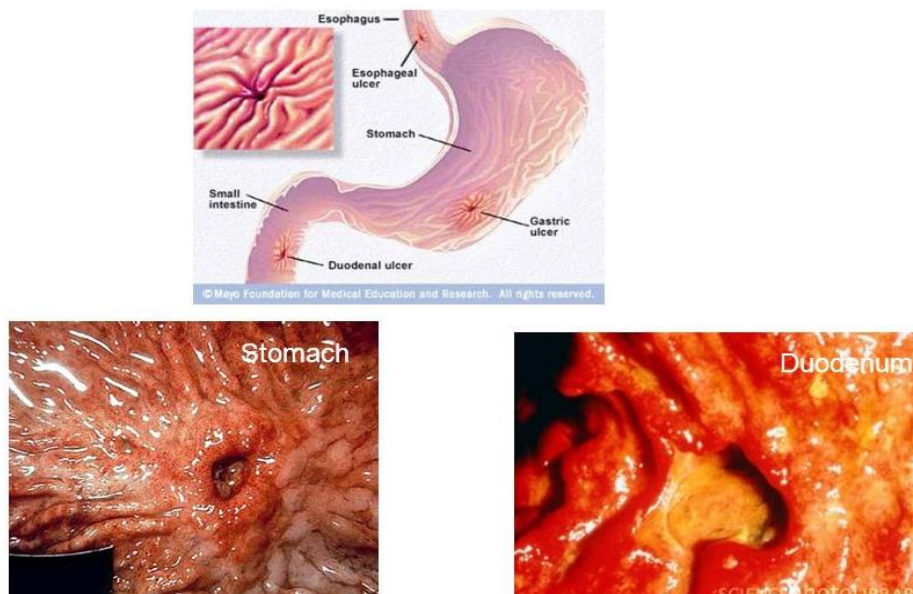 Esophagus
Esophageal
ulcer
Stomach
Small
intestine
Gastric
ulcer
Duodenal ulcer
© Mayo Foundation for Medical Education and Research. All rights reserved.
Stomach
Duodenum
SCIENCEPHOTOLIBRARY